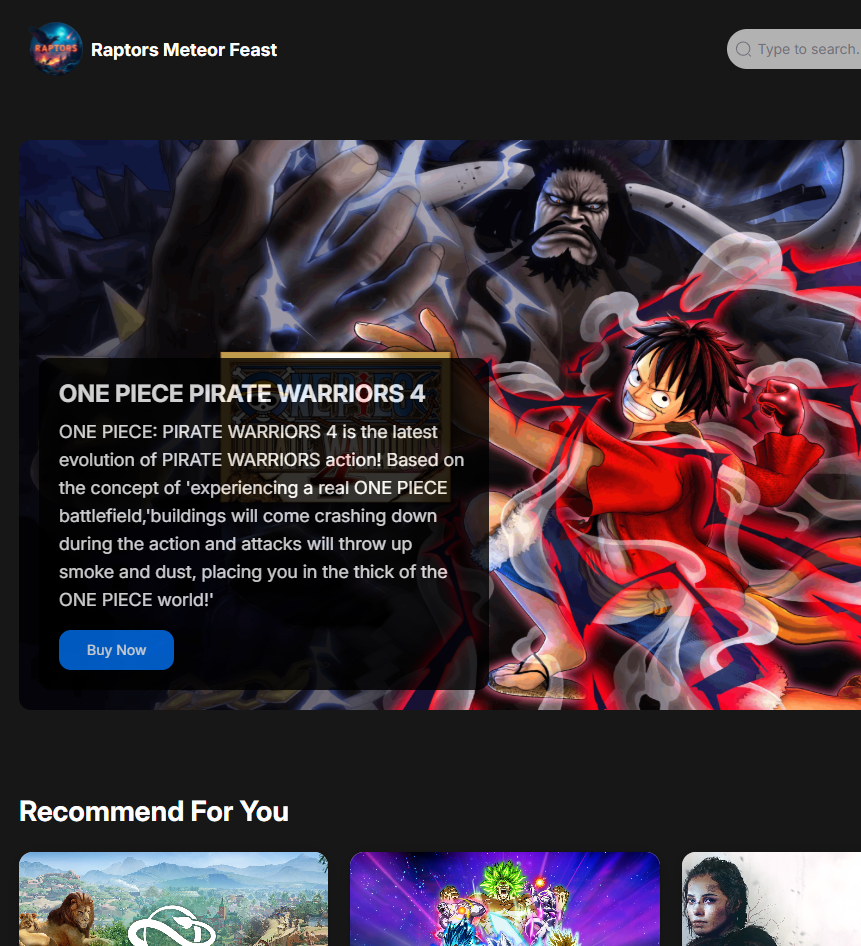 RAPTORS
Raptors Meteor Feast
Type to search.
ONE PIECE PIRATE WARRIORS 4
ONE PIECE: PIRATE WARRIORS 4 is the latest
evolution of PIRATE WARRIORS action! Based on
the concept of 'experiencing a real ONE PIECE
battlefield,'buildings will come crashing down
during the action and attacks will throw up
smoke and dust, placing you in the thick of the
ONE PIECE world!'
Buy Now
Recommend For You